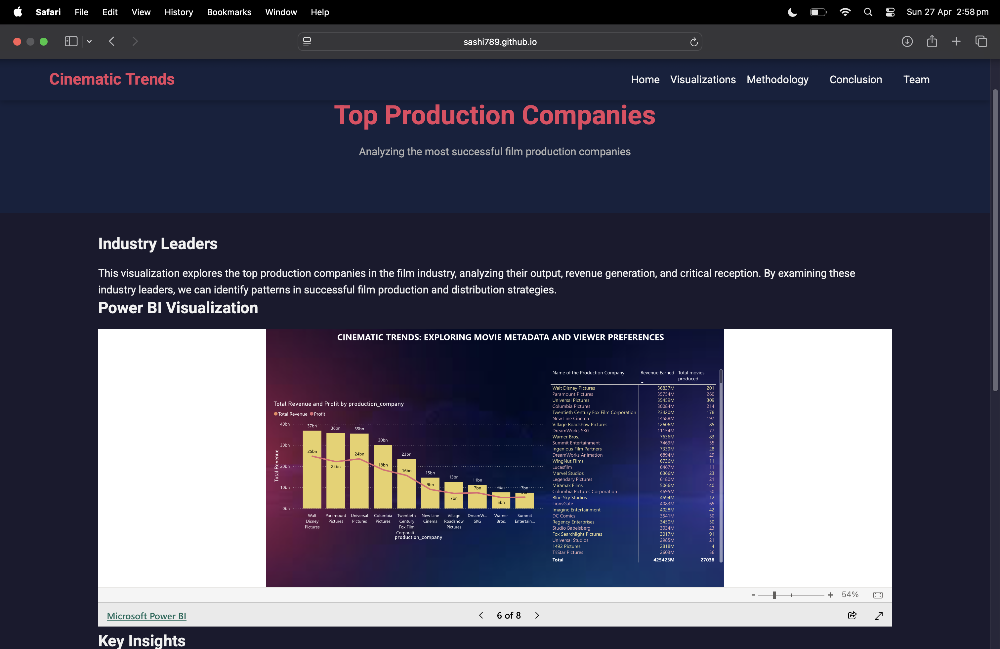 Safari File Edit View History Bookmarks Window Help
Sun 27 Apr 2:58 pm
sashi789.github.io
Cinematic Trends
Home Visualizations Methodology Conclusion Team
Top Production Companies
Analyzing the most successful film production companies
Industry Leaders
This visualization explores the top production companies in the film industry, analyzing their output, revenue generation, and critical reception. By examining these
industry leaders, we can identify patterns in successful film production and distribution strategies.
Power BI Visualization
CINEMATIC TRENDS: EXPLORING MOVIE METADATA AND VIEWER PREFERENCES
Total Revenue and Profit by production_company
Total Revenue Profit
Total Revenue
40bn
30bn
20bn
10bn
0bn
37bn 36bn 35bn 30bn 23bn 15bn 13bn 11bn 8bn 7bn
25bn 22bn 24bn 18bn 16bn 9bn 7bn 7bn 5bn 5bn
Walt
Disney
Pictures
Paramount
Pictures
Universal
Pictures
Columbia
Pictures
Twentieth
Century
Fox Film
Corporati...
New Line
Cinema
Village
Roadshow
Pictures
DreamW...
SKG
Warner
Bros.
Summit
Entertain...
production_company
Name of the Production Company Revenue Earned Total movies
produced
Walt Disney Pictures 36837M 201
Paramount Pictures 35754M 260
Universal Pictures 35459M 309
Columbia Pictures 30084M 214
Twentieth Century Fox Film Corporation 23420M 178
New Line Cinema 14588M 197
Village Roadshow Pictures 12606M 85
DreamWorks SKG 11154M 77
Warner Bros. 7636M 83
Summit Entertainment 7469M 55
Ingenious Film Partners 7339M 28
DreamWorks Animation 6894M 29
WingNut Films 6736M 11
Lucasfilm 6467M 11
Marvel Studios 6366M 23
Legendary Pictures 6180M 21
Miramax Films 5066M 140
Columbia Pictures Corporation 4695M 50
Blue Sky Studios 4594M 12
LionsGate 4083M 65
Imagine Entertainment 4028M 42
DC Comics 3541M 50
Regency Enterprises 3450M 50
Studio Babelsberg 3034M 23
Fox Searchlight Pictures 3017M 91
Universal Studios 2985M 21
1492 Pictures 2818M 4
TriStar Pictures 2603M 56
Total 425423M 27038
- + 54%
Microsoft Power BI
6 of 8
Key Insights